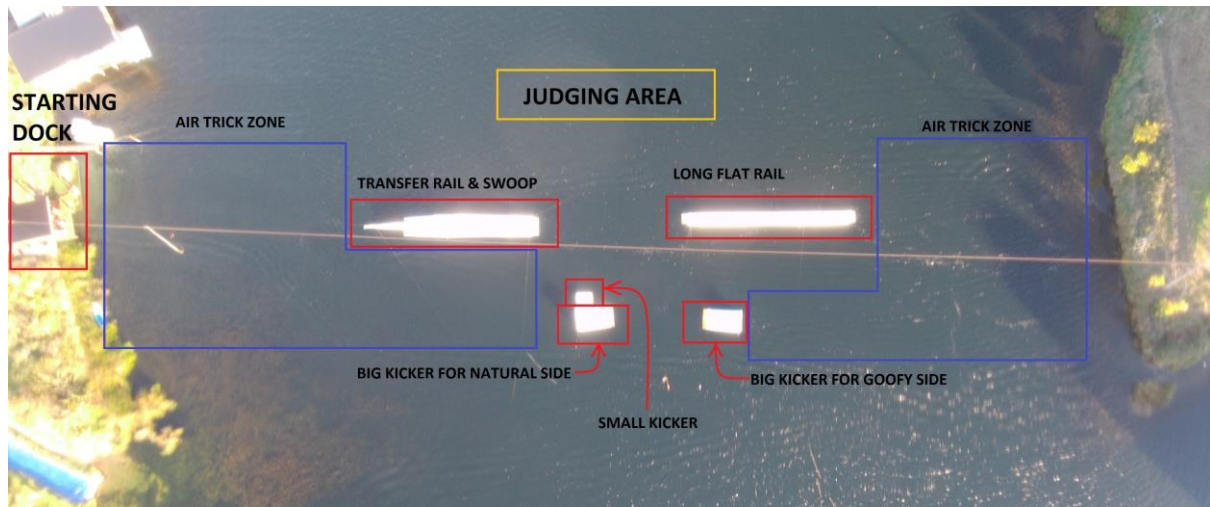 JUDGING AREA
STARTING
DOCK
AIR TRICK ZONE
AIR TRICK ZONE
TRANSFER RAIL & SWOOP
LONG FLAT RAIL
BIG KICKER FOR NATURAL SIDE
BIG KICKER FOR GOOFY SIDE
SMALL KICKER